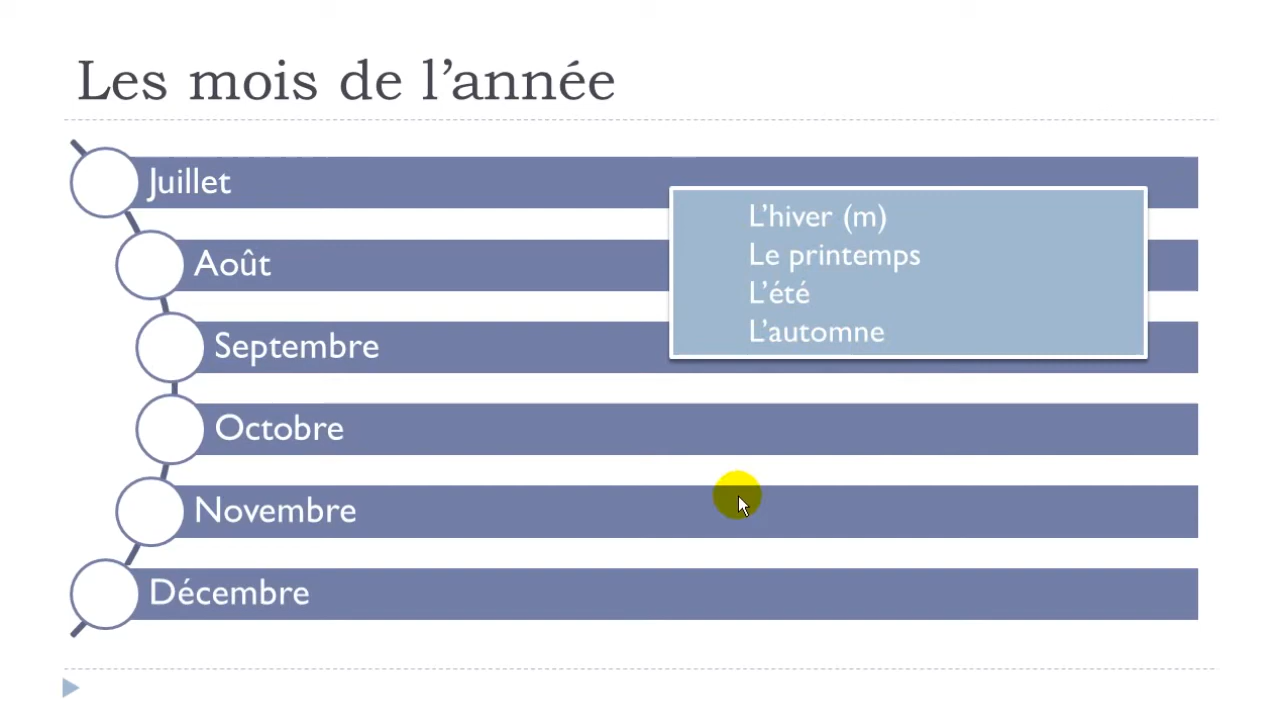 Les mois de l’année
Juillet
Août
Septembre
Octobre
Novembre
Décembre
L’hiver (m)
Le printemps
L’été
L’automne